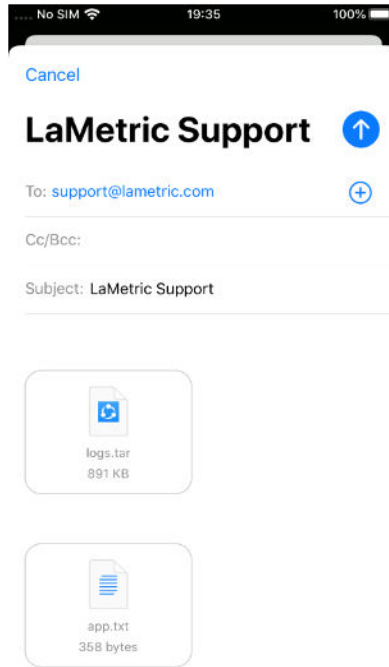 No SIM 19:35 100%
Cancel
LaMetric Support
To: support@lametric.com
Cc/Bcc:
Subject: LaMetric Support
logs.tar
891 KB
app.txt
358 bytes